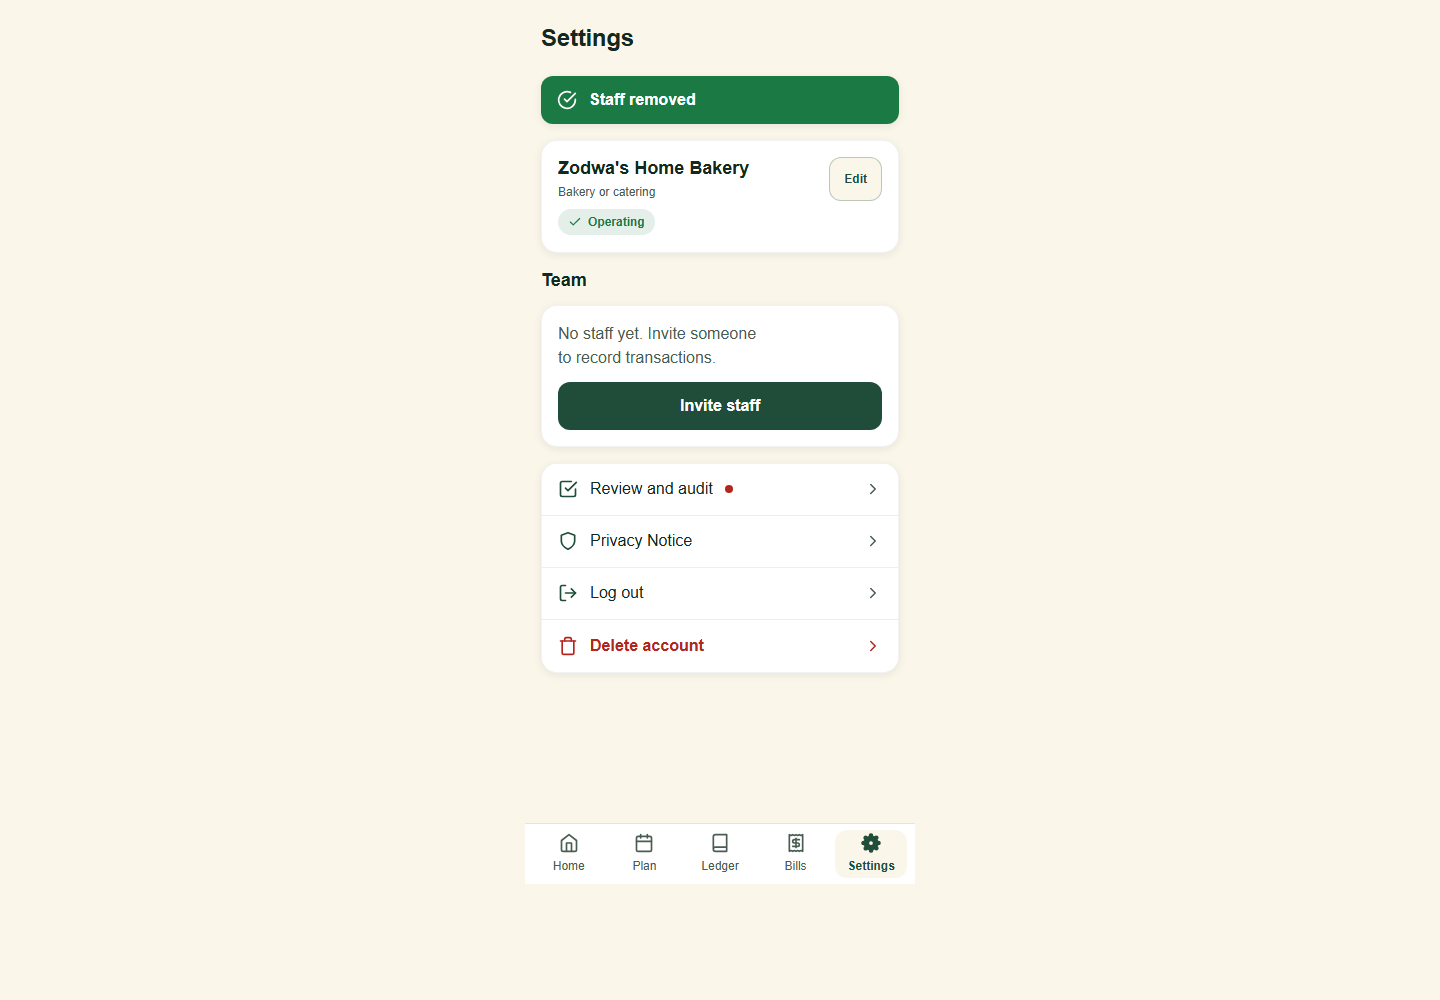 Settings
Staff removed
Zodwa's Home Bakery
Edit
Bakery or catering
Operating
Team
No staff yet. Invite someone
to record transactions.
Invite staff
Review and audit
Privacy Notice
Log out
Delete account
Home
Plan
Ledger
Bills
Settings